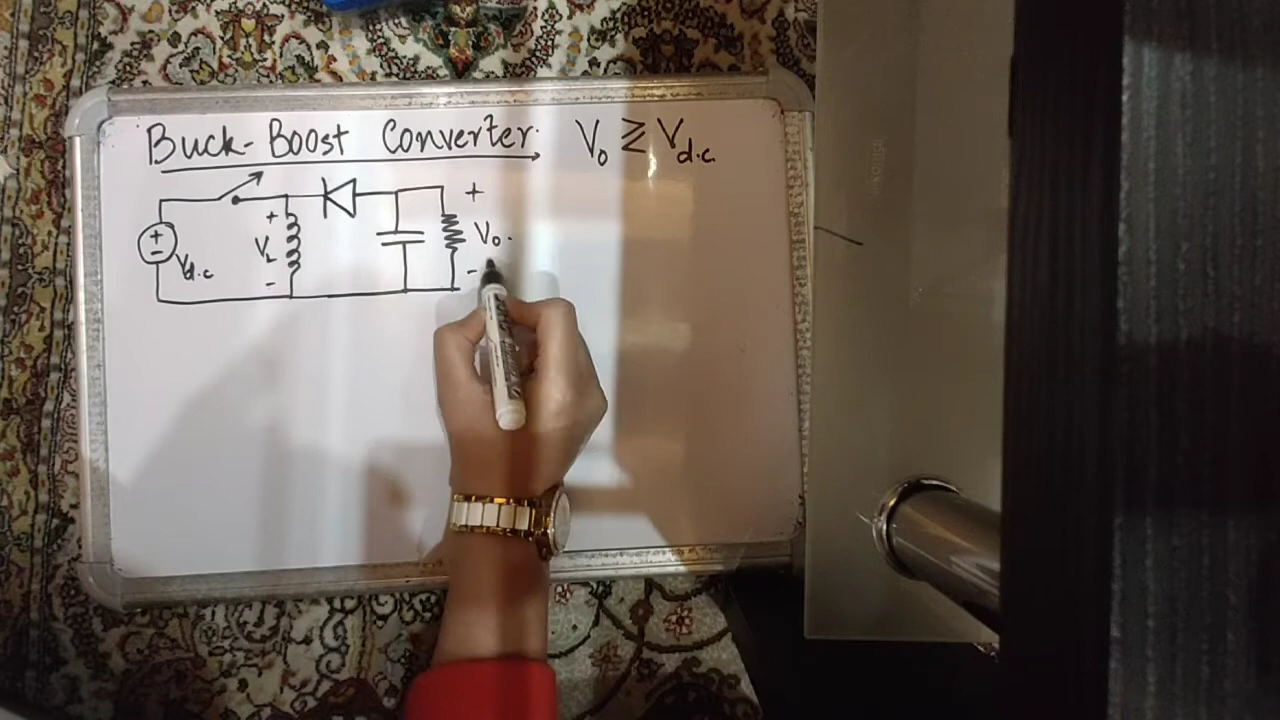 Buck-Boost Converter. Vo ≷ Vd.c
+ Vo. -
+ VL -
+ - Vd.c